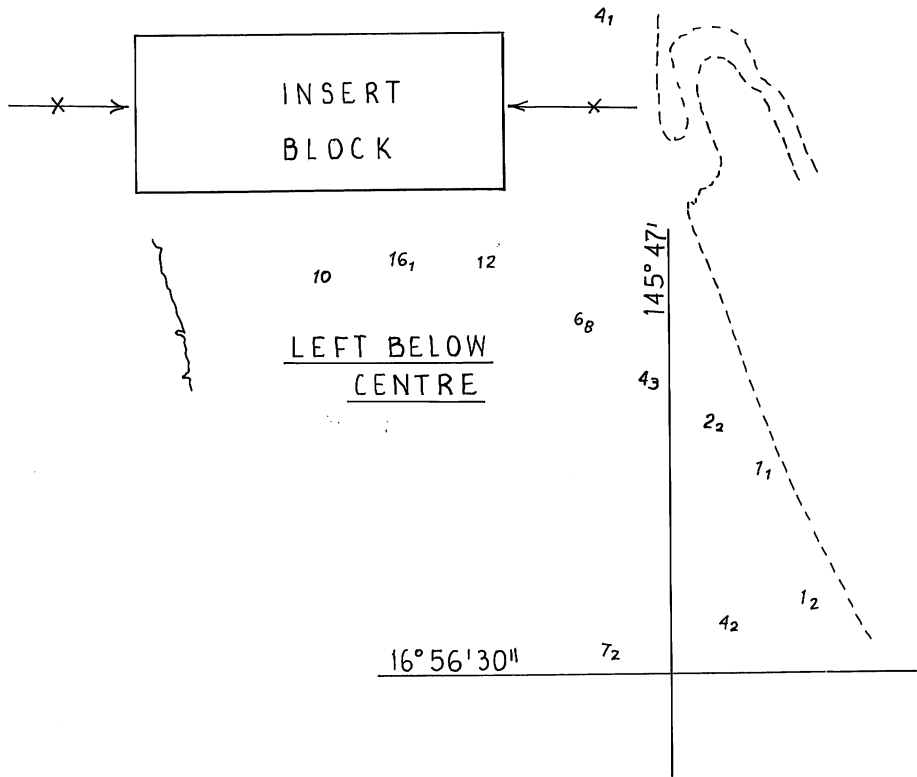 4₁
INSERT
BLOCK
10 16₁ 12
145° 47'
6₈
LEFT BELOW
CENTRE
4₃
2₂
1₁
1₂
4₂
7₂
16° 56' 30"